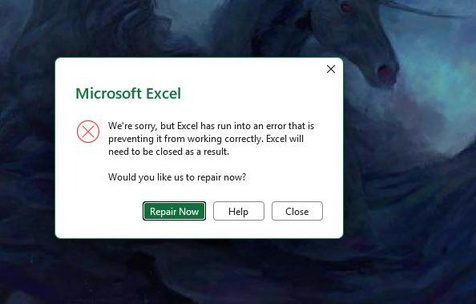 Microsoft Excel
We're sorry, but Excel has run into an error that is
preventing it from working correctly. Excel will
need to be closed as a result.
Would you like us to repair now?
Repair Now Help Close